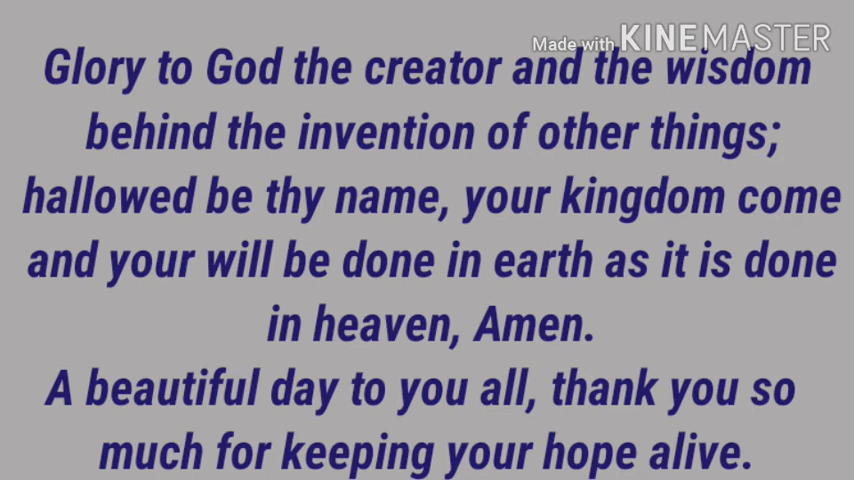 Made with KINEMASTER
Glory to God the creator and the wisdom
behind the invention of other things;
hallowed be thy name, your kingdom come
and your will be done in earth as it is done
in heaven, Amen.
A beautiful day to you all, thank you so
much for keeping your hope alive.